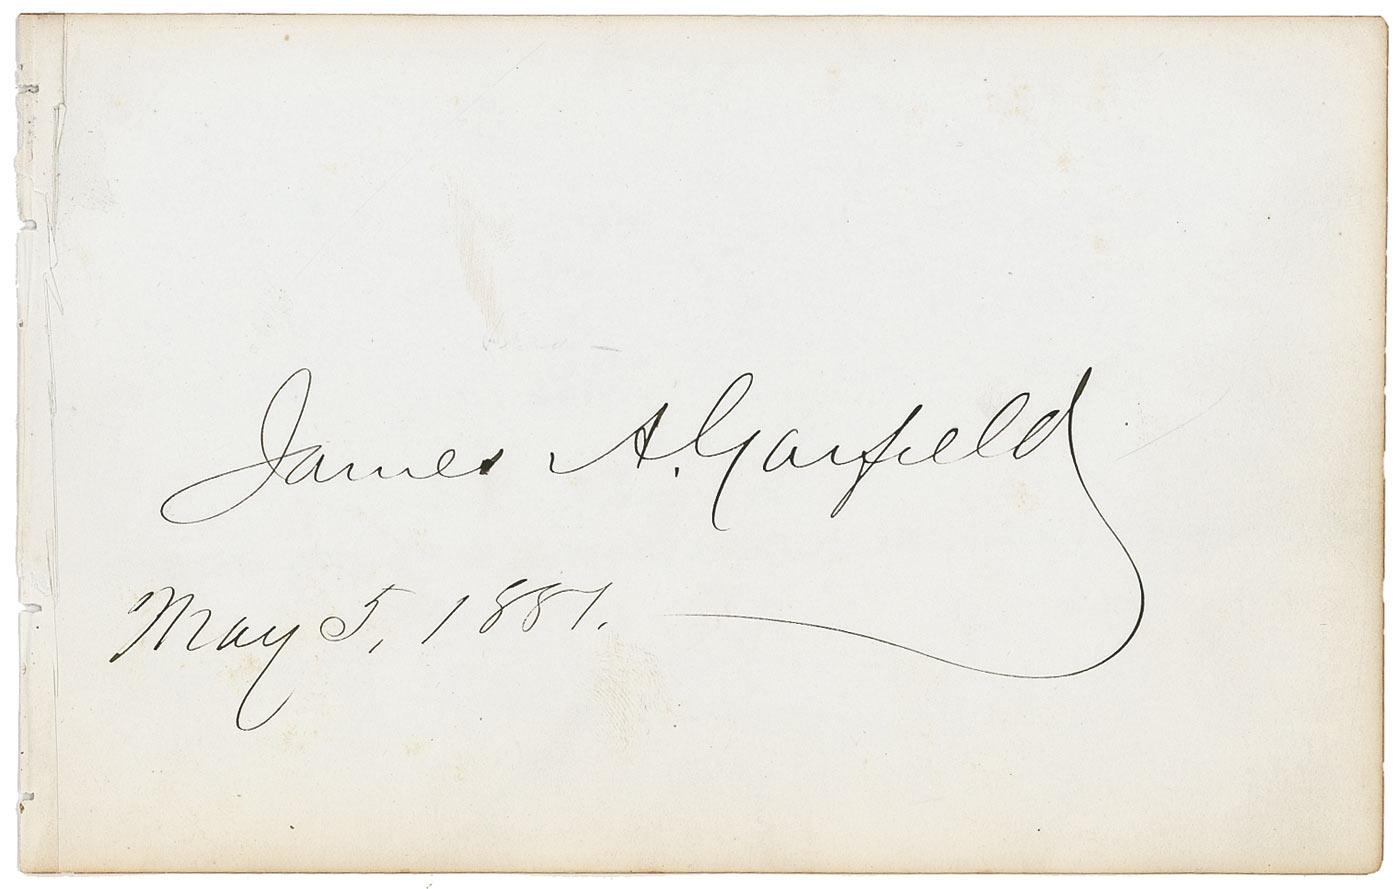 James A. Garfield
May 5, 1881.